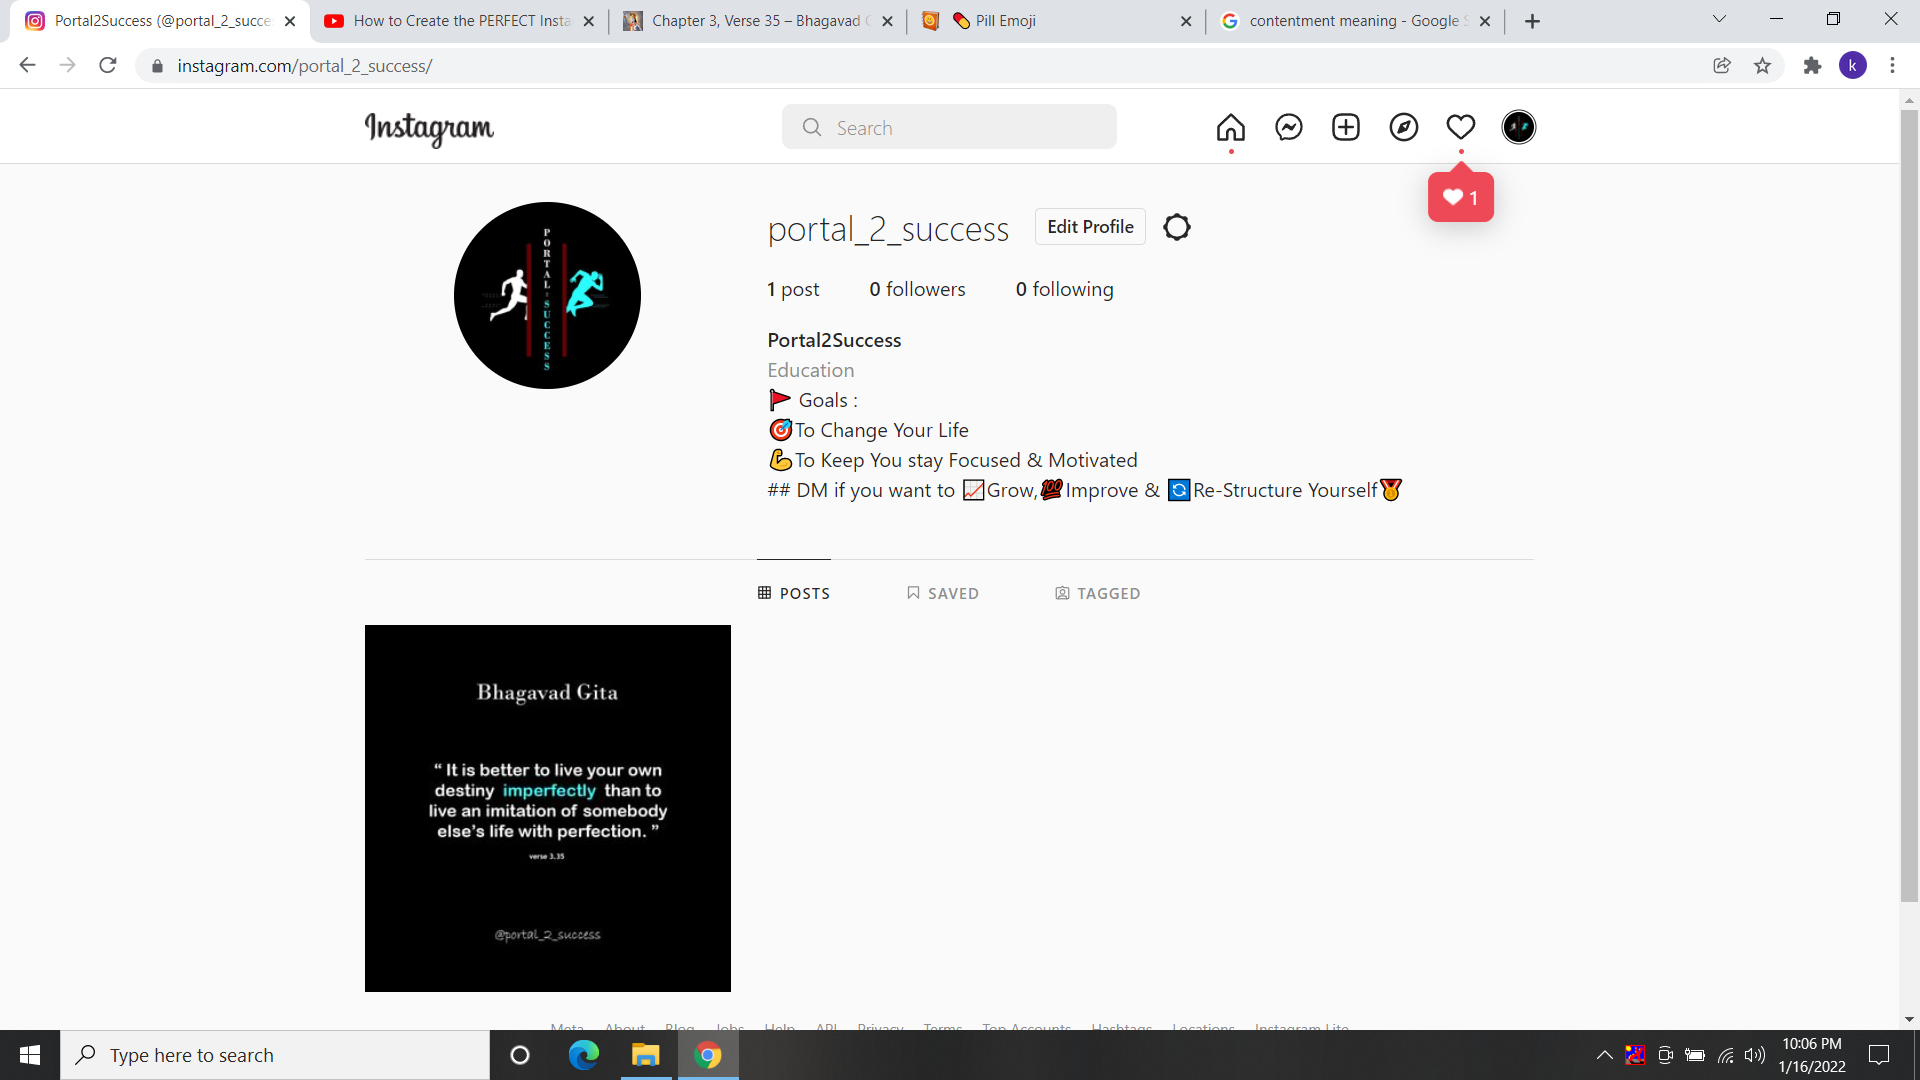 Portal2Success (@portal_2_succe
How to Create the PERFECT Insta
Chapter 3, Verse 35 – Bhagavad G
💊 Pill Emoji
contentment meaning - Google S
instagram.com/portal_2_success/
k
Instagram
Search
1
portal_2_success
Edit Profile
1 post 0 followers 0 following
Portal2Success
Education
🚩 Goals :
🎯To Change Your Life
💪To Keep You stay Focused & Motivated
## DM if you want to 📈Grow,💯Improve & 🔄Re-Structure Yourself🏅
PORTAL2SUCCESS
POSTS SAVED TAGGED
Bhagavad Gita
“ It is better to live your own
destiny imperfectly than to
live an imitation of somebody
else's life with perfection. ”
verse 3.35
@portal_2_success
Meta About Blog Jobs Help API Privacy Terms Top Accounts Hashtags Locations Instagram Lite
Type here to search
10:06 PM
1/16/2022